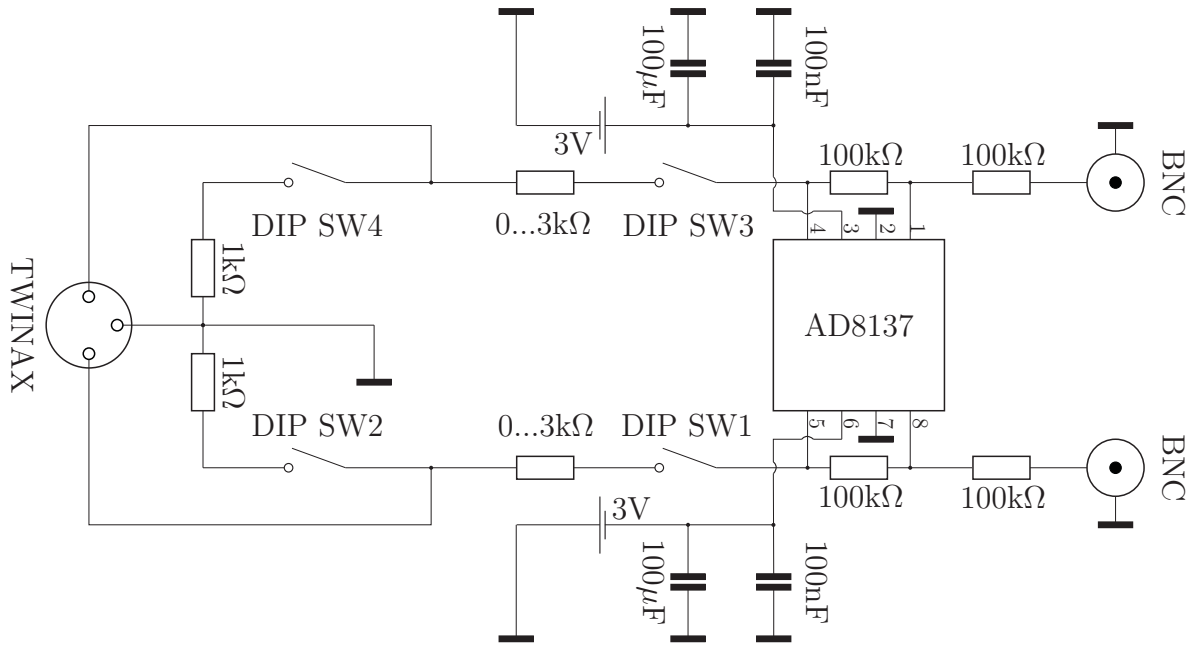 100μF
100nF
3V
100kΩ
100kΩ
BNC
DIP SW4
0...3kΩ
DIP SW3
4
3
2
1
1kΩ
TWINAX
AD8137
1kΩ
DIP SW2
0...3kΩ
DIP SW1
5
6
7
8
BNC
100kΩ
100kΩ
3V
100μF
100nF